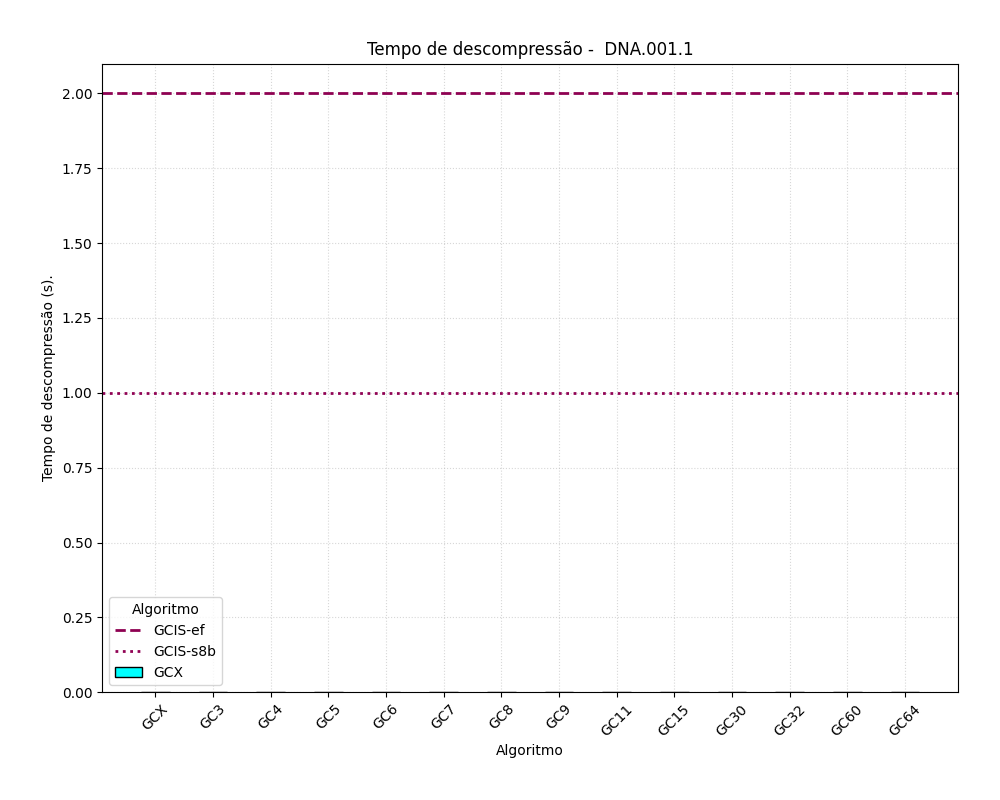 Tempo de descompressão -  DNA.001.1
Tempo de descompressão (s).
2.00
1.75
1.50
1.25
1.00
0.75
0.50
0.25
0.00
Algoritmo
GCIS-ef
GCIS-s8b
GCX
GCX GC3 GC4 GC5 GC6 GC7 GC8 GC9 GC11 GC15 GC30 GC32 GC60 GC64
Algoritmo